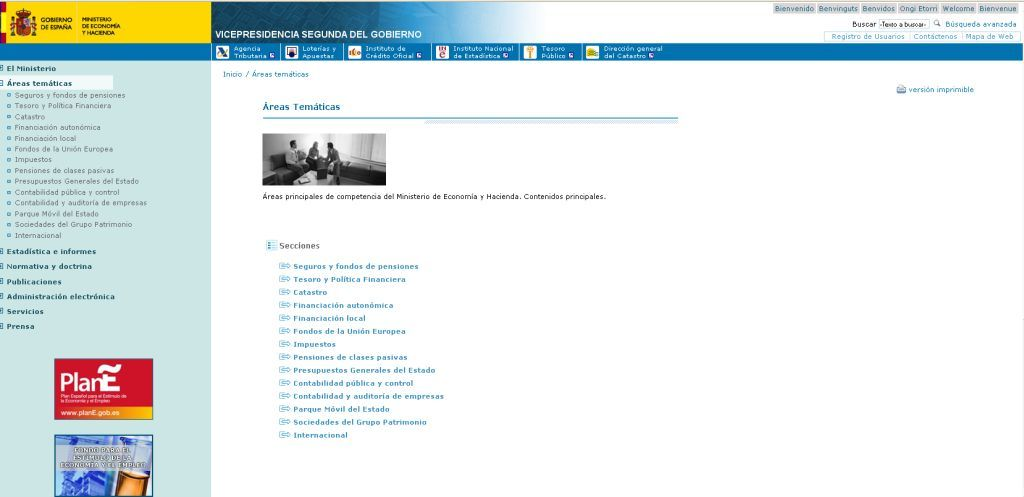 GOBIERNO
DE ESPAÑA
MINISTERIO
DE ECONOMÍA
Y HACIENDA
VICEPRESIDENCIA SEGUNDA DEL GOBIERNO
Bienvenido Benvinguts Benvidos Ongi Etorri Welcome Bienvenue
Buscar <Texto a buscar> Búsqueda avanzada
Registro de Usuarios Contáctenos Mapa de Web
Agencia
Tributaria
Loterías y
Apuestas
Instituto de
Crédito Oficial
Instituto Nacional
de Estadística
Tesoro
Público
Dirección general
del Catastro
El Ministerio
Áreas temáticas
Seguros y fondos de pensiones
Tesoro y Política Financiera
Catastro
Financiación autonómica
Financiación local
Fondos de la Unión Europea
Impuestos
Pensiones de clases pasivas
Presupuestos Generales del Estado
Contabilidad pública y control
Contabilidad y auditoría de empresas
Parque Móvil del Estado
Sociedades del Grupo Patrimonio
Internacional
Estadística e informes
Normativa y doctrina
Publicaciones
Administración electrónica
Servicios
Prensa
PlanE
Plan Español para el Estímulo de
la Economía y el Empleo
www.planE.gob.es
FONDO PARA EL
ESTÍMULO DE LA
ECONOMÍA Y EL EMPLEO
Inicio / Áreas temáticas
versión imprimible
Áreas Temáticas
Áreas principales de competencia del Ministerio de Economía y Hacienda. Contenidos principales.
Secciones
Seguros y fondos de pensiones
Tesoro y Política Financiera
Catastro
Financiación autonómica
Financiación local
Fondos de la Unión Europea
Impuestos
Pensiones de clases pasivas
Presupuestos Generales del Estado
Contabilidad pública y control
Contabilidad y auditoría de empresas
Parque Móvil del Estado
Sociedades del Grupo Patrimonio
Internacional